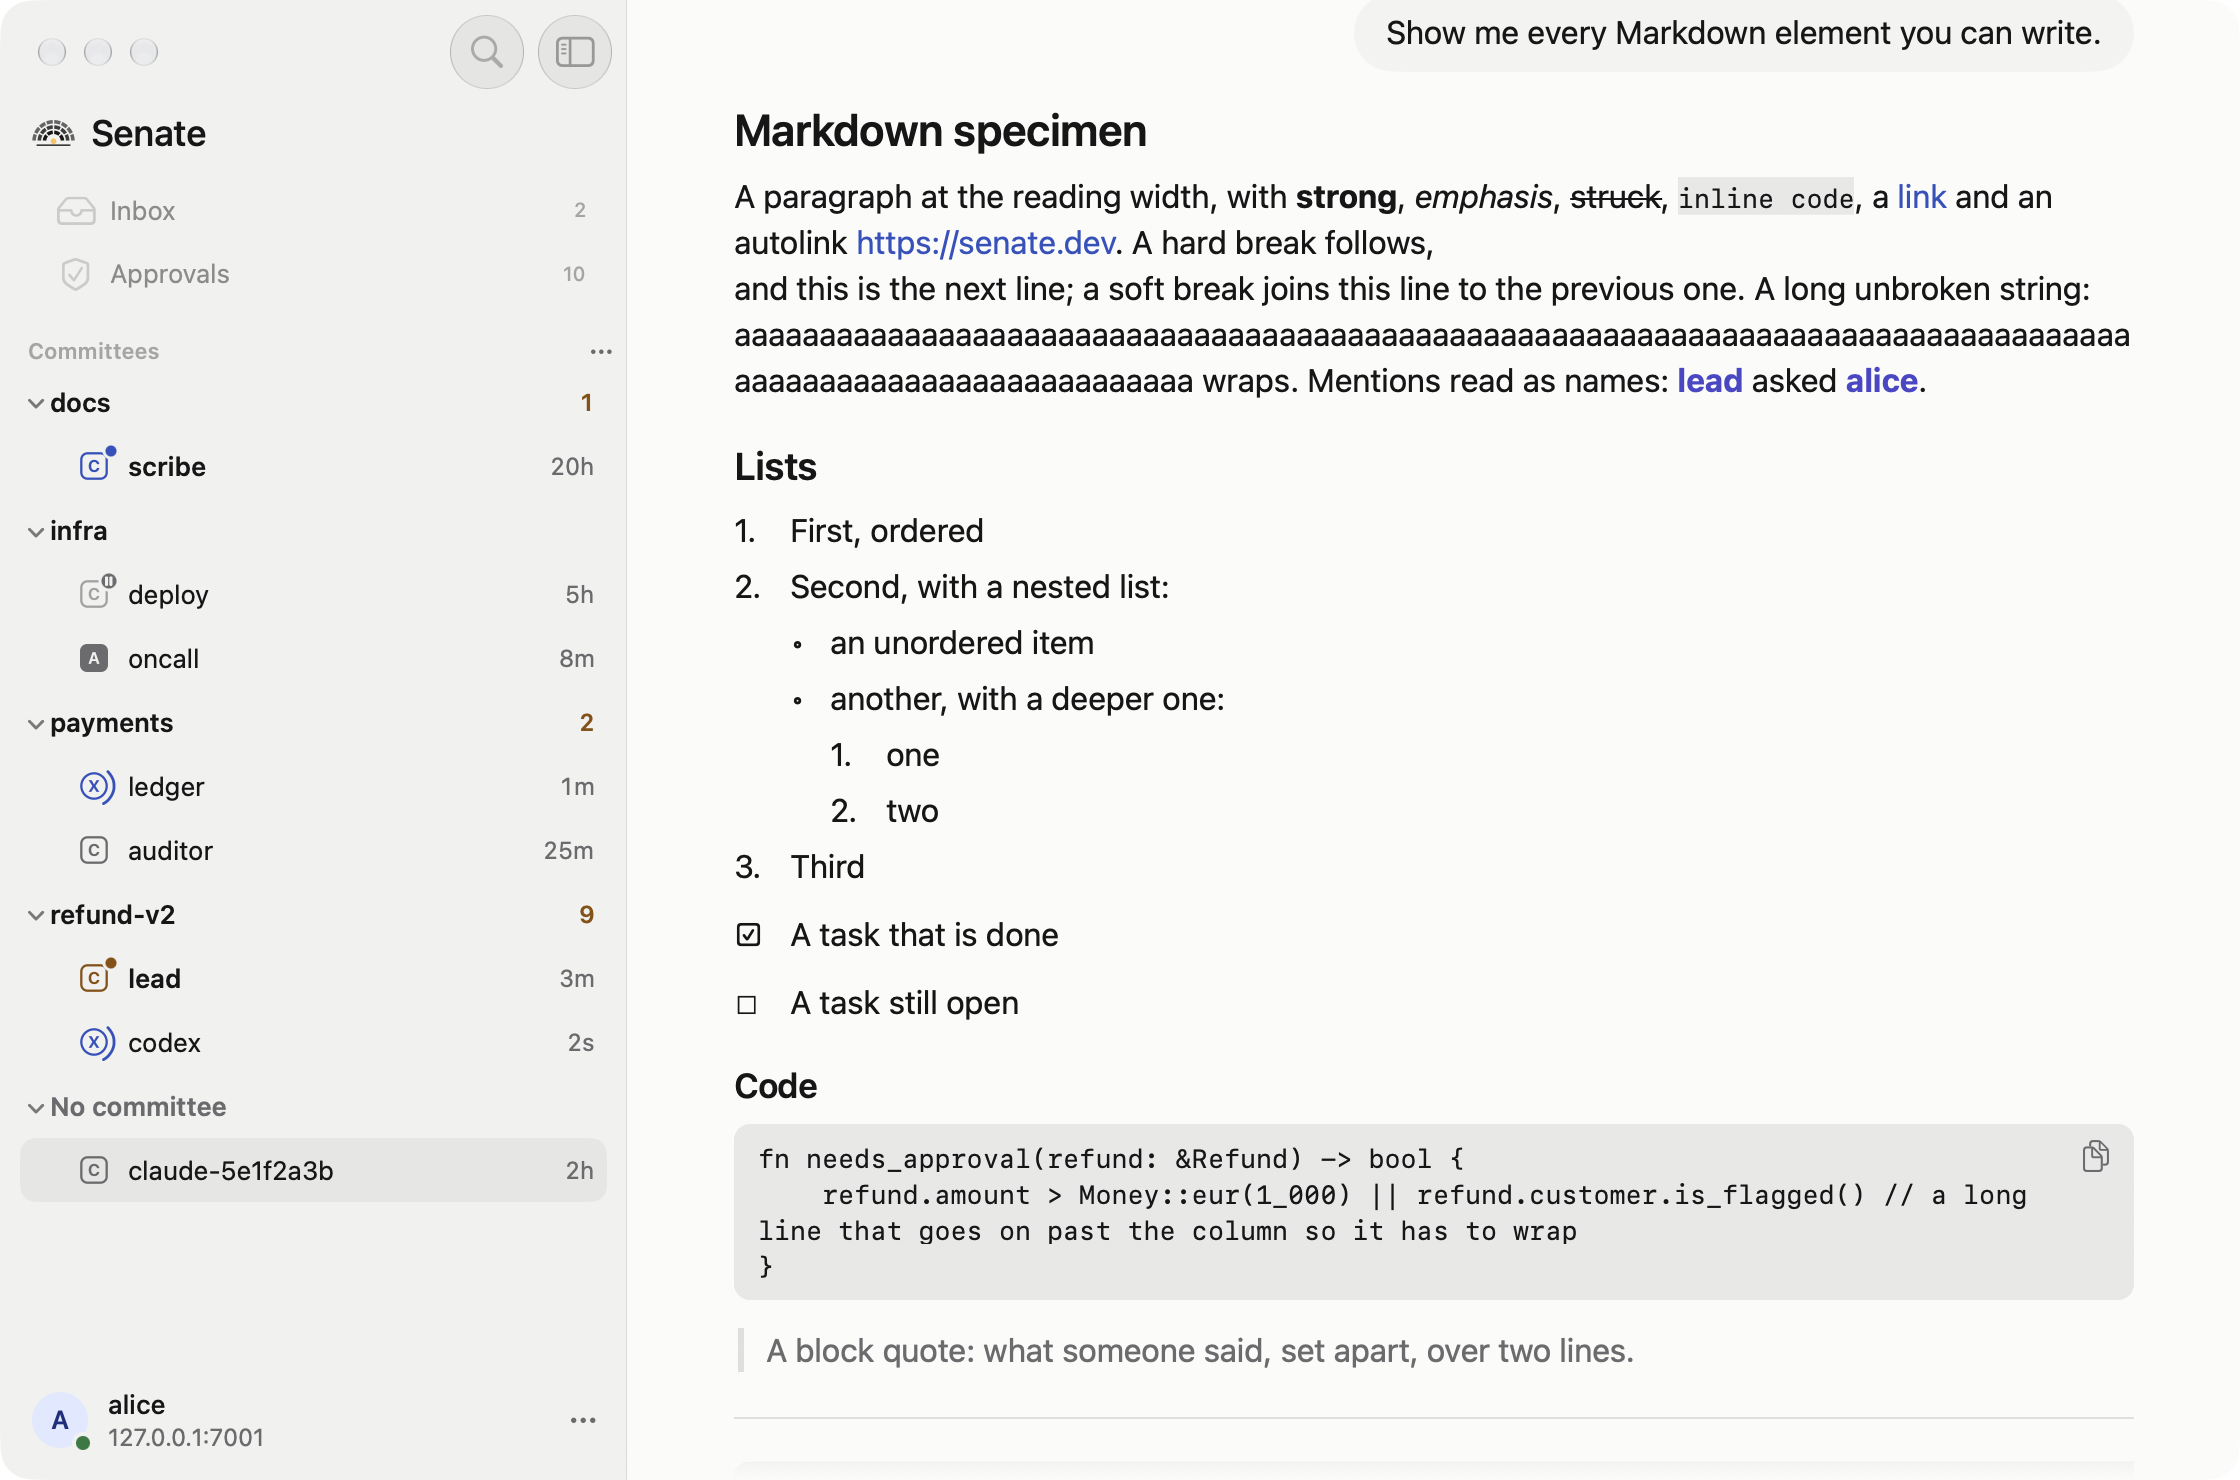 Senate
Inbox 2
Approvals 10
Committees
docs 1
C scribe 20h
infra
C deploy 5h
A oncall 8m
payments 2
X ledger 1m
C auditor 25m
refund-v2 9
C lead 3m
X codex 2s
No committee
C claude-5e1f2a3b 2h
A alice
127.0.0.1:7001
Show me every Markdown element you can write.
Markdown specimen
A paragraph at the reading width, with strong, emphasis, struck, inline code, a link and an
autolink https://senate.dev. A hard break follows,
and this is the next line; a soft break joins this line to the previous one. A long unbroken string:
aaaaaaaaaaaaaaaaaaaaaaaaaaaaaaaaaaaaaaaaaaaaaaaaaaaaaaaaaaaaaaaaaaaaaaaaaaaaaaaaaa
aaaaaaaaaaaaaaaaaaaaaaaaaaa wraps. Mentions read as names: lead asked alice.
Lists
1. First, ordered
2. Second, with a nested list:
◦ an unordered item
◦ another, with a deeper one:
1. one
2. two
3. Third
☑ A task that is done
☐ A task still open
Code
fn needs_approval(refund: &Refund) -> bool {
    refund.amount > Money::eur(1_000) || refund.customer.is_flagged() // a long
line that goes on past the column so it has to wrap
}
A block quote: what someone said, set apart, over two lines.